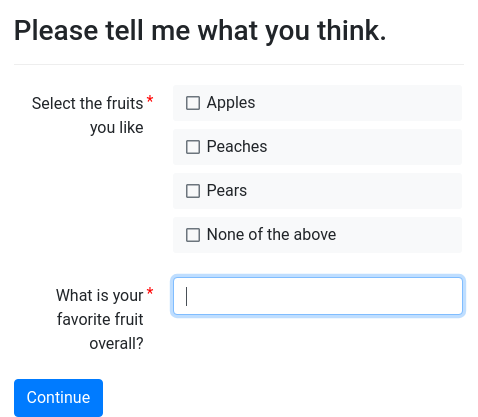 Please tell me what you think.
Select the fruits *
you like
Apples
Peaches
Pears
None of the above
What is your *
favorite fruit
overall?
Continue